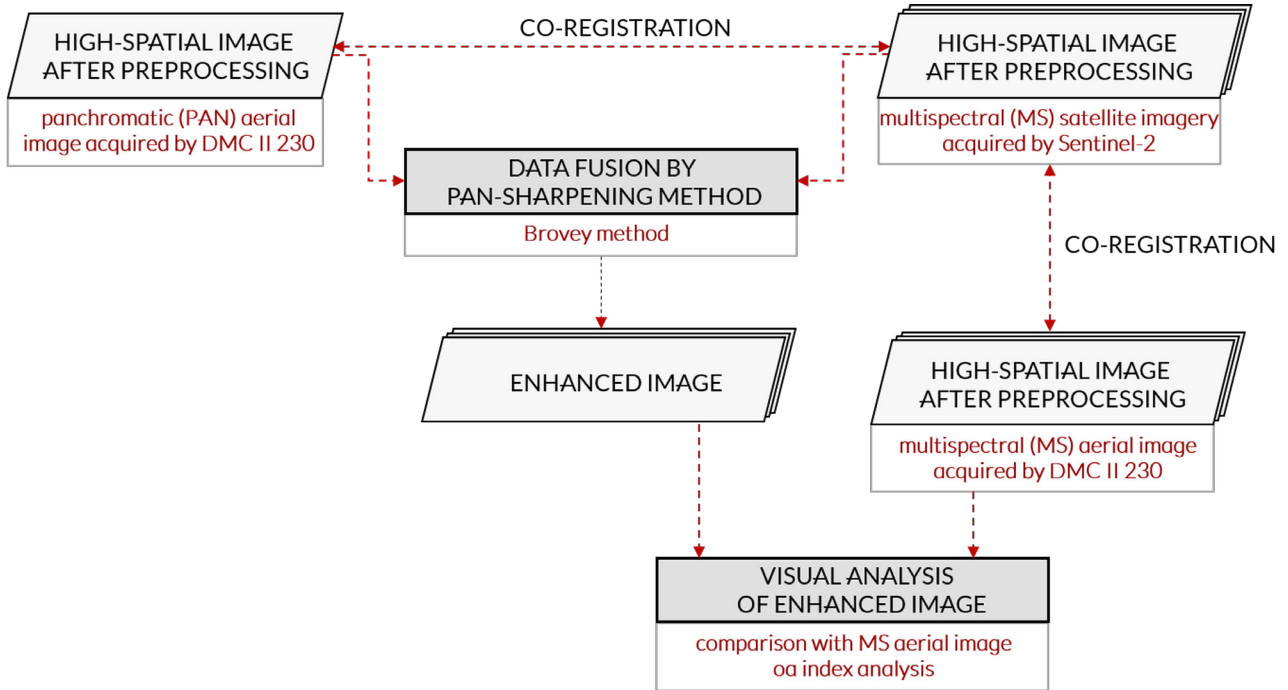 CO-REGISTRATION
HIGH-SPATIAL IMAGE
AFTER PREPROCESSING
panchromatic (PAN) aerial
image acquired by DMC II 230
HIGH-SPATIAL IMAGE
AFTER PREPROCESSING
multispectral (MS) satellite imagery
acquired by Sentinel-2
DATA FUSION BY
PAN-SHARPENING METHOD
Brovey method
CO-REGISTRATION
ENHANCED IMAGE
HIGH-SPATIAL IMAGE
AFTER PREPROCESSING
multispectral (MS) aerial image
acquired by DMC II 230
VISUAL ANALYSIS
OF ENHANCED IMAGE
comparison with MS aerial image
oa index analysis